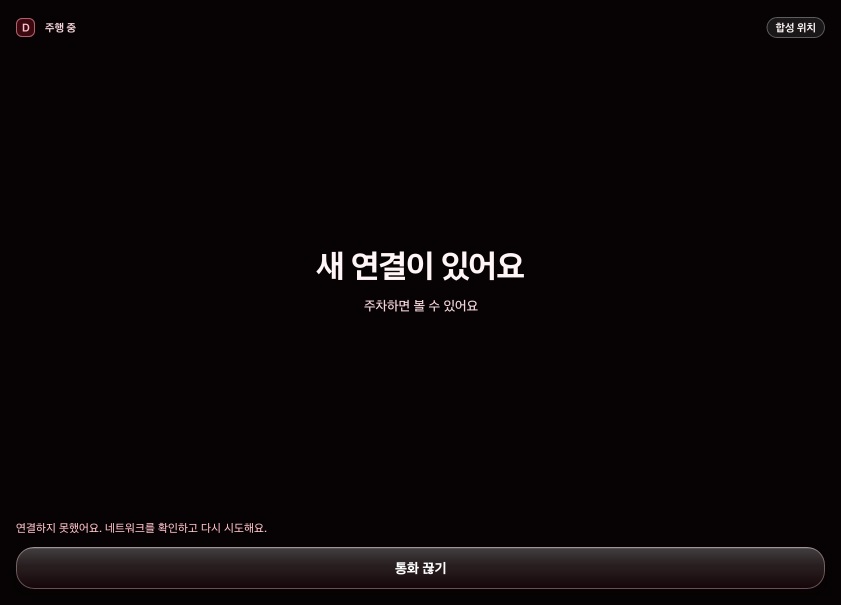 D 주행 중
합성 위치
새 연결이 있어요
주차하면 볼 수 있어요
연결하지 못했어요. 네트워크를 확인하고 다시 시도해요.
통화 끊기